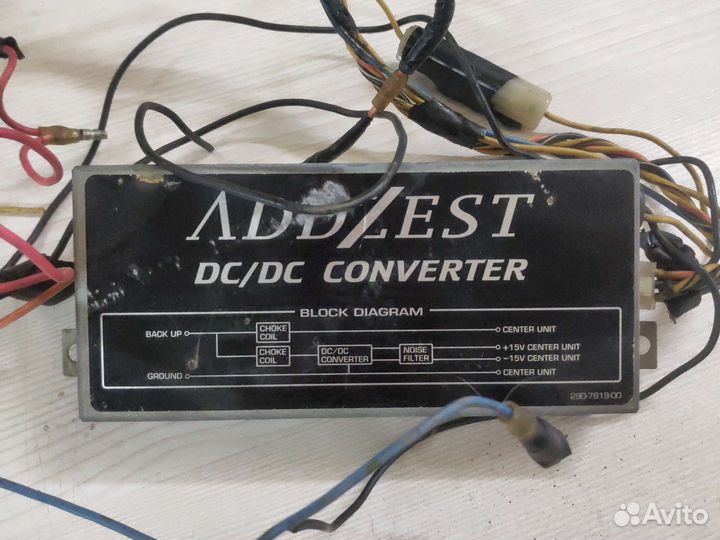 ADDZEST
DC/DC CONVERTER
BLOCK DIAGRAM
BACK UP
CHOKE COIL
CENTER UNIT
CHOKE COIL
DC/DC CONVERTER
NOISE FILTER
+15V CENTER UNIT
−15V CENTER UNIT
GROUND
CENTER UNIT
290-7619-00
Avito